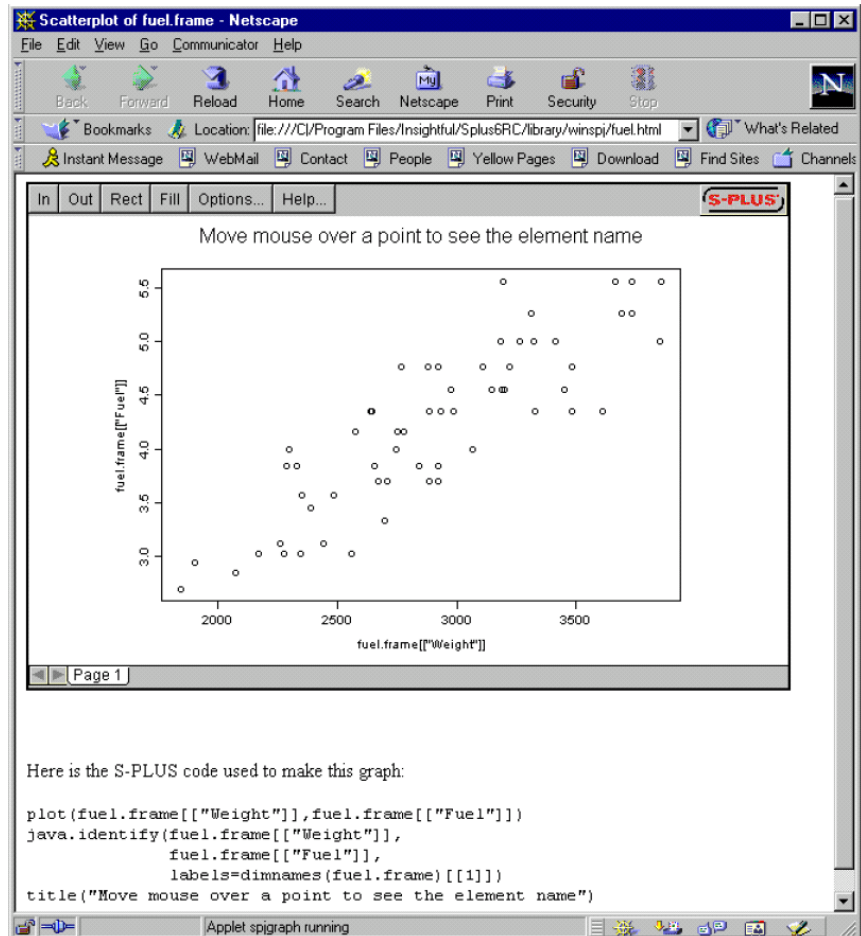 Scatterplot of fuel.frame - Netscape
File Edit View Go Communicator Help
My
N
Back Forward Reload Home Search Netscape Print Security Stop
Bookmarks Location: file:///C|/Program Files/Insightful/Splus6RC/library/winspj/fuel.html What's Related
Instant Message WebMail Contact People Yellow Pages Download Find Sites Channels
In Out Rect Fill Options... Help... S-PLUS
Move mouse over a point to see the element name
5.5
5.0
4.5
4.0
3.5
3.0
fuel.frame[["Fuel"]]
2000 2500 3000 3500
fuel.frame[["Weight"]]
Page 1
Here is the S-PLUS code used to make this graph:
plot(fuel.frame[["Weight"]],fuel.frame[["Fuel"]])
java.identify(fuel.frame[["Weight"]],
fuel.frame[["Fuel"]],
labels=dimnames(fuel.frame)[[1]])
title("Move mouse over a point to see the element name")
Applet spjgraph running